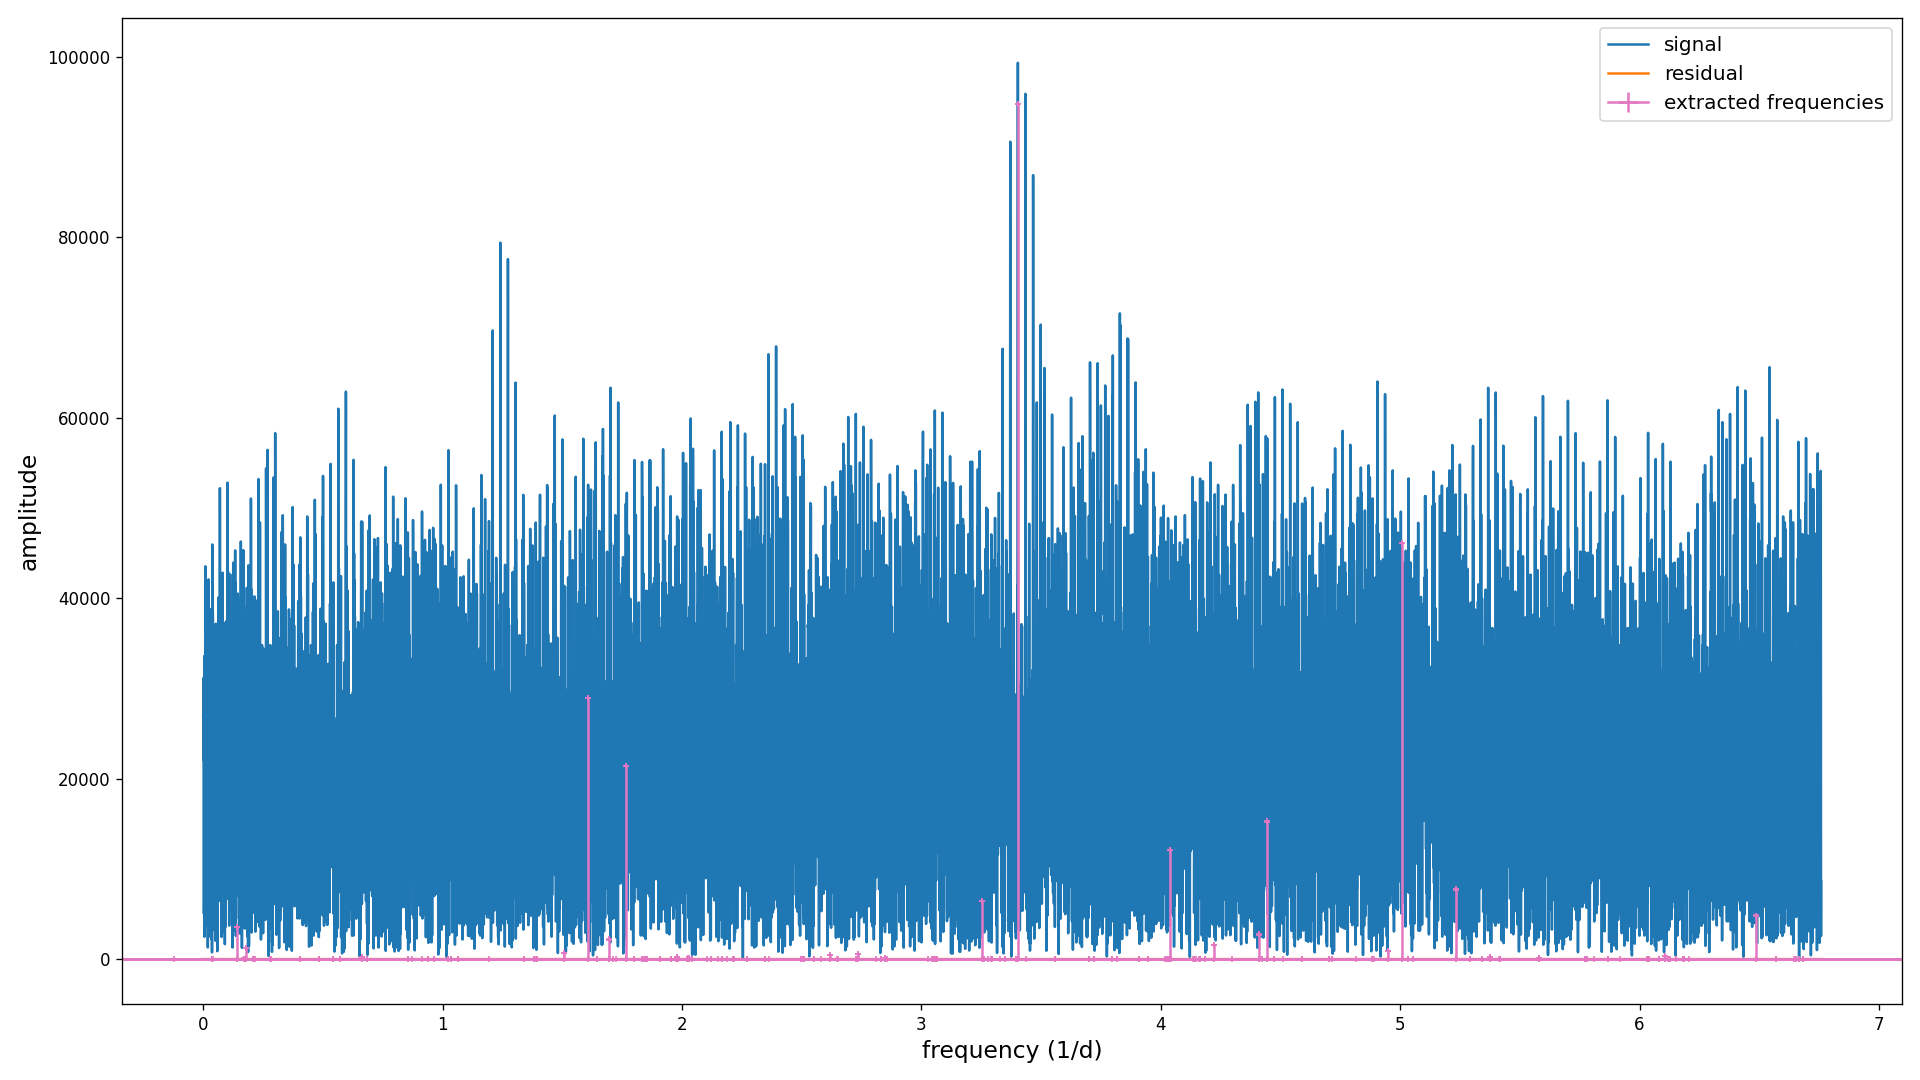 100000
80000
60000
40000
20000
0
amplitude
0 1 2 3 4 5 6 7
frequency (1/d)
signal
residual
extracted frequencies